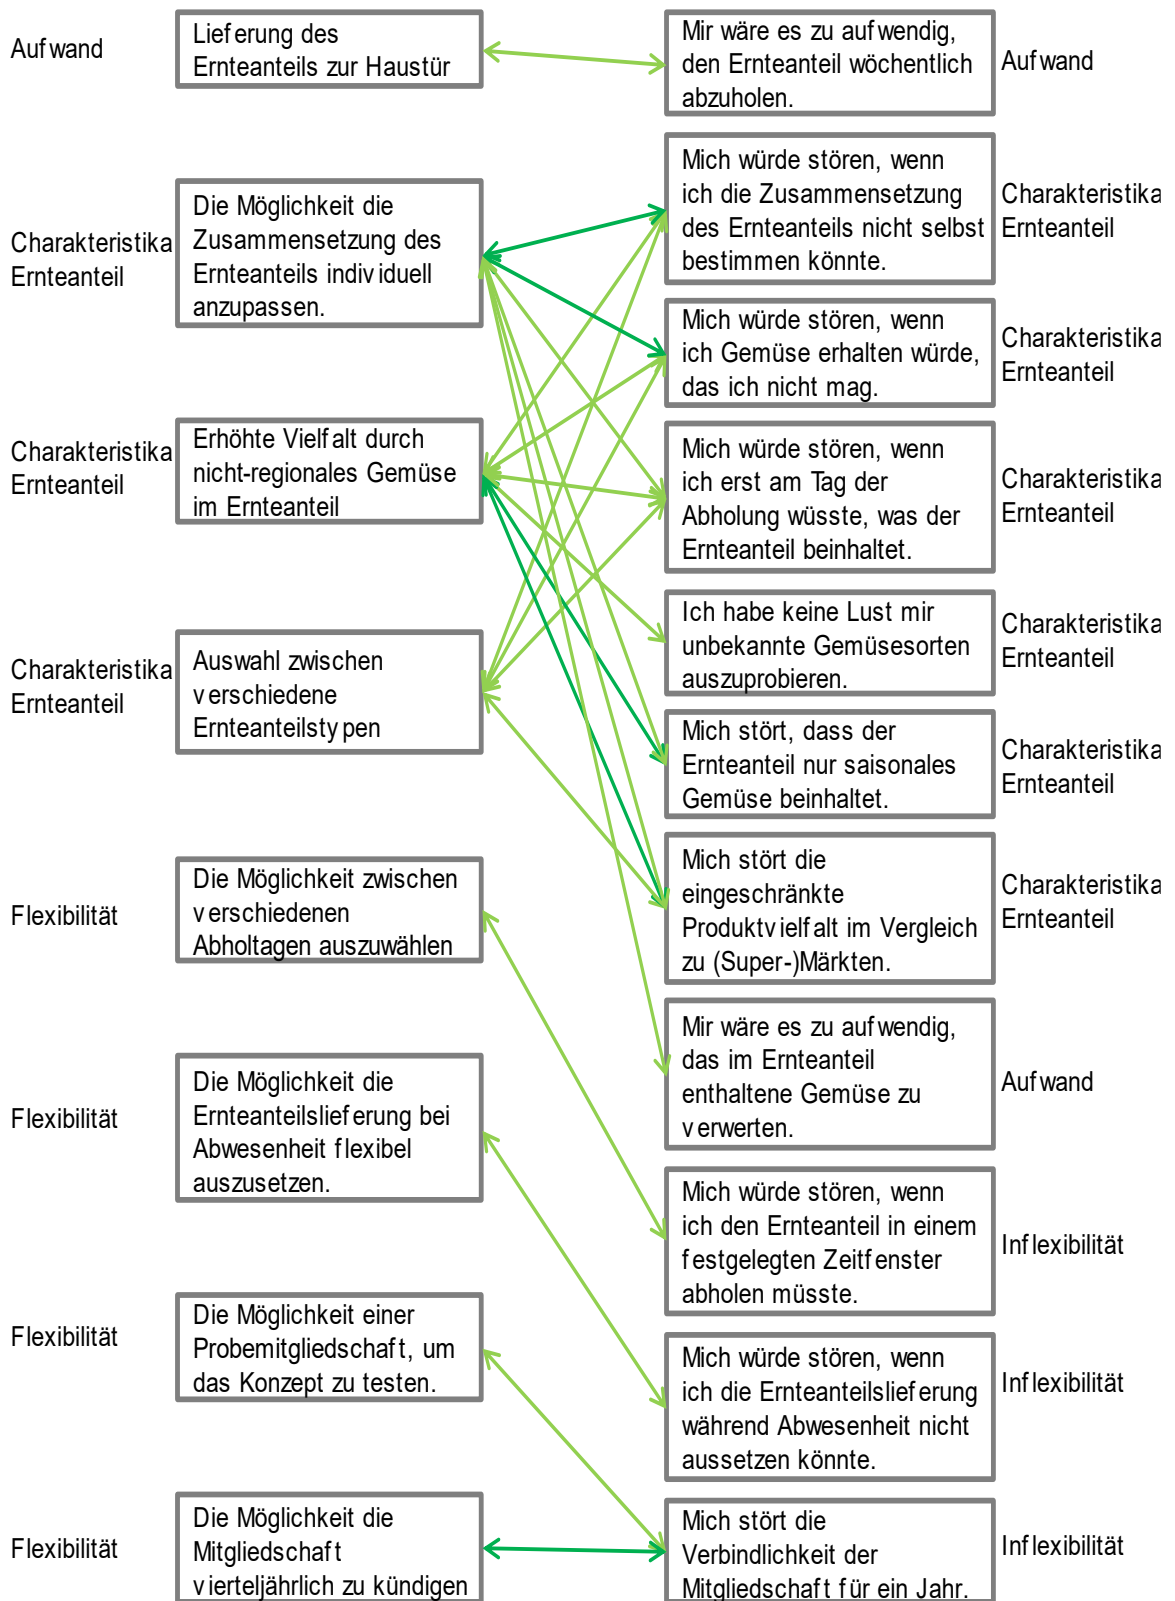 Aufwand
Lieferung des
Ernteanteils zur Haustür
Mir wäre es zu aufwendig,
den Ernteanteil wöchentlich
abzuholen.
Aufwand
Charakteristika
Ernteanteil
Die Möglichkeit die
Zusammensetzung des
Ernteanteils individuell
anzupassen.
Mich würde stören, wenn
ich die Zusammensetzung
des Ernteanteils nicht selbst
bestimmen könnte.
Charakteristika
Ernteanteil
Mich würde stören, wenn
ich Gemüse erhalten würde,
das ich nicht mag.
Charakteristika
Ernteanteil
Charakteristika
Ernteanteil
Erhöhte Vielfalt durch
nicht-regionales Gemüse
im Ernteanteil
Mich würde stören, wenn
ich erst am Tag der
Abholung wüsste, was der
Ernteanteil beinhaltet.
Charakteristika
Ernteanteil
Ich habe keine Lust mir
unbekannte Gemüsesorten
auszuprobieren.
Charakteristika
Ernteanteil
Charakteristika
Ernteanteil
Auswahl zwischen
verschiedene
Ernteanteilstypen
Mich stört, dass der
Ernteanteil nur saisonales
Gemüse beinhaltet.
Charakteristika
Ernteanteil
Mich stört die
eingeschränkte
Produktvielfalt im Vergleich
zu (Super-)Märkten.
Charakteristika
Ernteanteil
Flexibilität
Die Möglichkeit zwischen
verschiedenen
Abholtagen auszuwählen
Mir wäre es zu aufwendig,
das im Ernteanteil
enthaltene Gemüse zu
verwerten.
Aufwand
Flexibilität
Die Möglichkeit die
Ernteanteilslieferung bei
Abwesenheit flexibel
auszusetzen.
Mich würde stören, wenn
ich den Ernteanteil in einem
festgelegten Zeitfenster
abholen müsste.
Inflexibilität
Flexibilität
Die Möglichkeit einer
Probemitgliedschaft, um
das Konzept zu testen.
Mich würde stören, wenn
ich die Ernteanteilslieferung
während Abwesenheit nicht
aussetzen könnte.
Inflexibilität
Flexibilität
Die Möglichkeit die
Mitgliedschaft
vierteljährlich zu kündigen
Mich stört die
Verbindlichkeit der
Mitgliedschaft für ein Jahr.
Inflexibilität